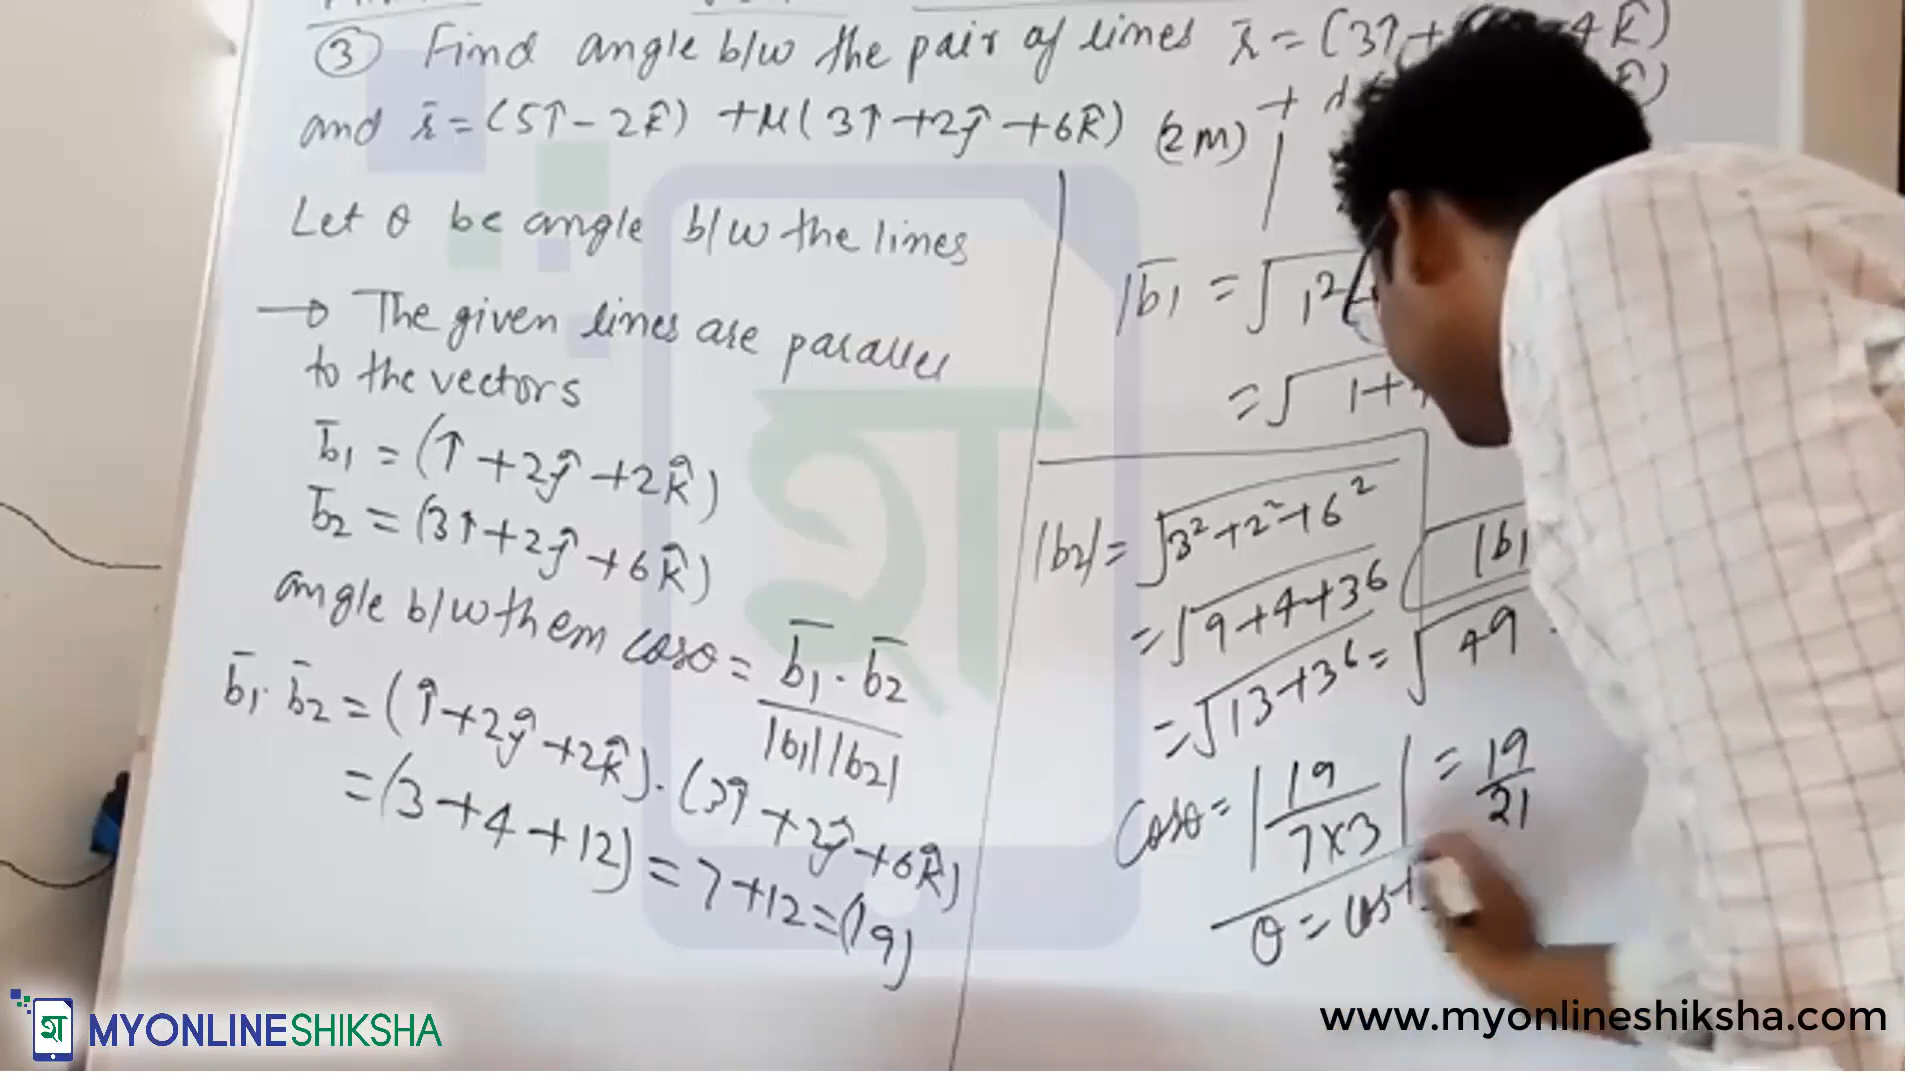 ③ Find angle b/w the pair of lines r̄ = (3î + 4k̂)
and r̄ = (5î - 2k̂) + μ(3î + 2ĵ + 6k̂) (2m)
Let θ be angle b/w the lines
→ The given lines are parallel
to the vectors
b̄1 = (î + 2ĵ + 2k̂)
b̄2 = (3î + 2ĵ + 6k̂)
angle b/w them cosθ = b̄1 · b̄2
|b1| |b2|
b̄1 · b̄2 = (î + 2ĵ + 2k̂) · (3î + 2ĵ + 6k̂)
= (3 + 4 + 12) = 7 + 12 = (19)
|b̄1 = √1²
= √1 +
|b2| = √3² + 2² + 6²
= √9 + 4 + 36
= √13 + 36 = √49
|b1
cosθ = |19/7×3| = 19/21
θ = cos
MYONLINESHIKSHA
www.myonlineshiksha.com